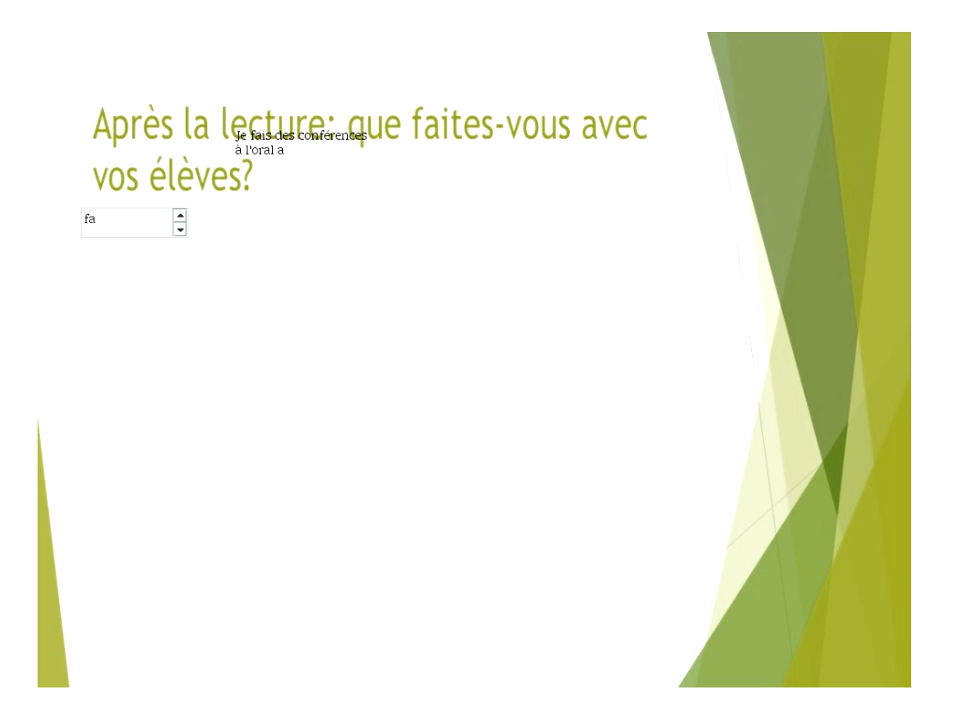 Après la lecture: que faites-vous avec
vos élèves?
Je fais des conférences
à l'oral a
fa